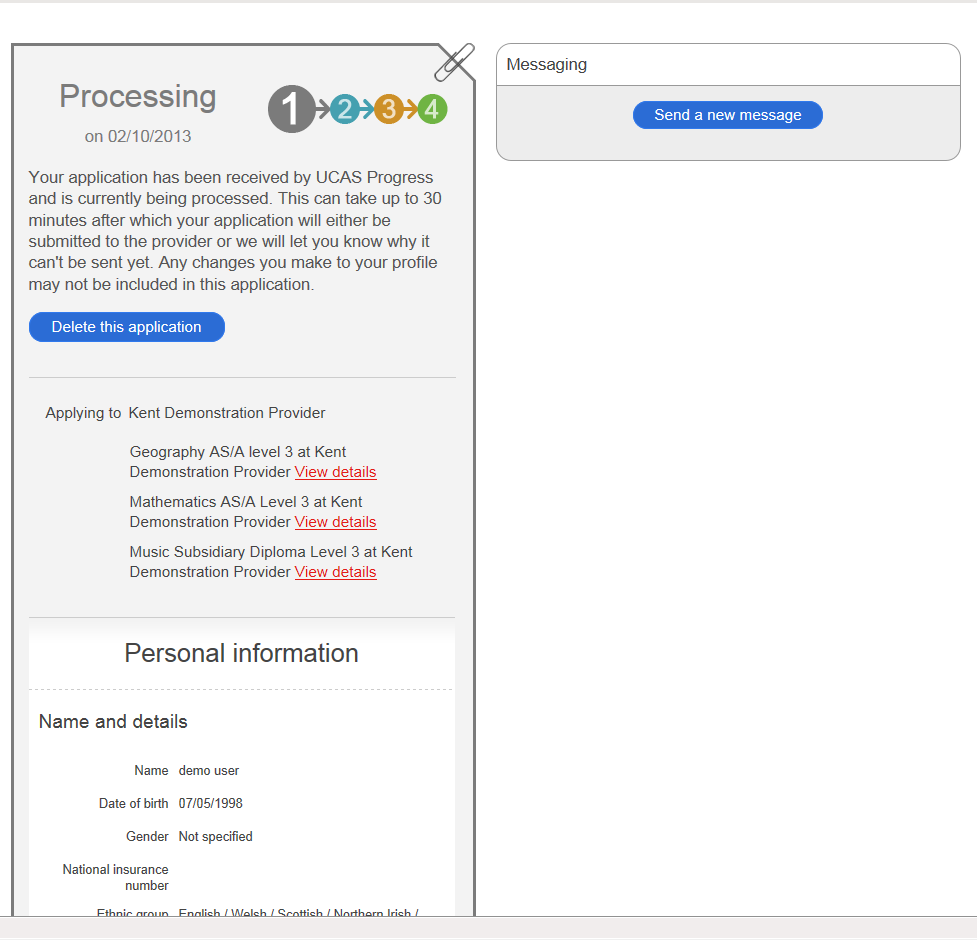 Processing
on 02/10/2013
1 2 3 4
Your application has been received by UCAS Progress
and is currently being processed. This can take up to 30
minutes after which your application will either be
submitted to the provider or we will let you know why it
can't be sent yet. Any changes you make to your profile
may not be included in this application.
Delete this application
Applying to Kent Demonstration Provider
Geography AS/A level 3 at Kent
Demonstration Provider View details
Mathematics AS/A Level 3 at Kent
Demonstration Provider View details
Music Subsidiary Diploma Level 3 at Kent
Demonstration Provider View details
Personal information
Name and details
Name demo user
Date of birth 07/05/1998
Gender Not specified
National insurance
number
Ethnic group English / Welsh / Scottish / Northern Irish /
Messaging
Send a new message